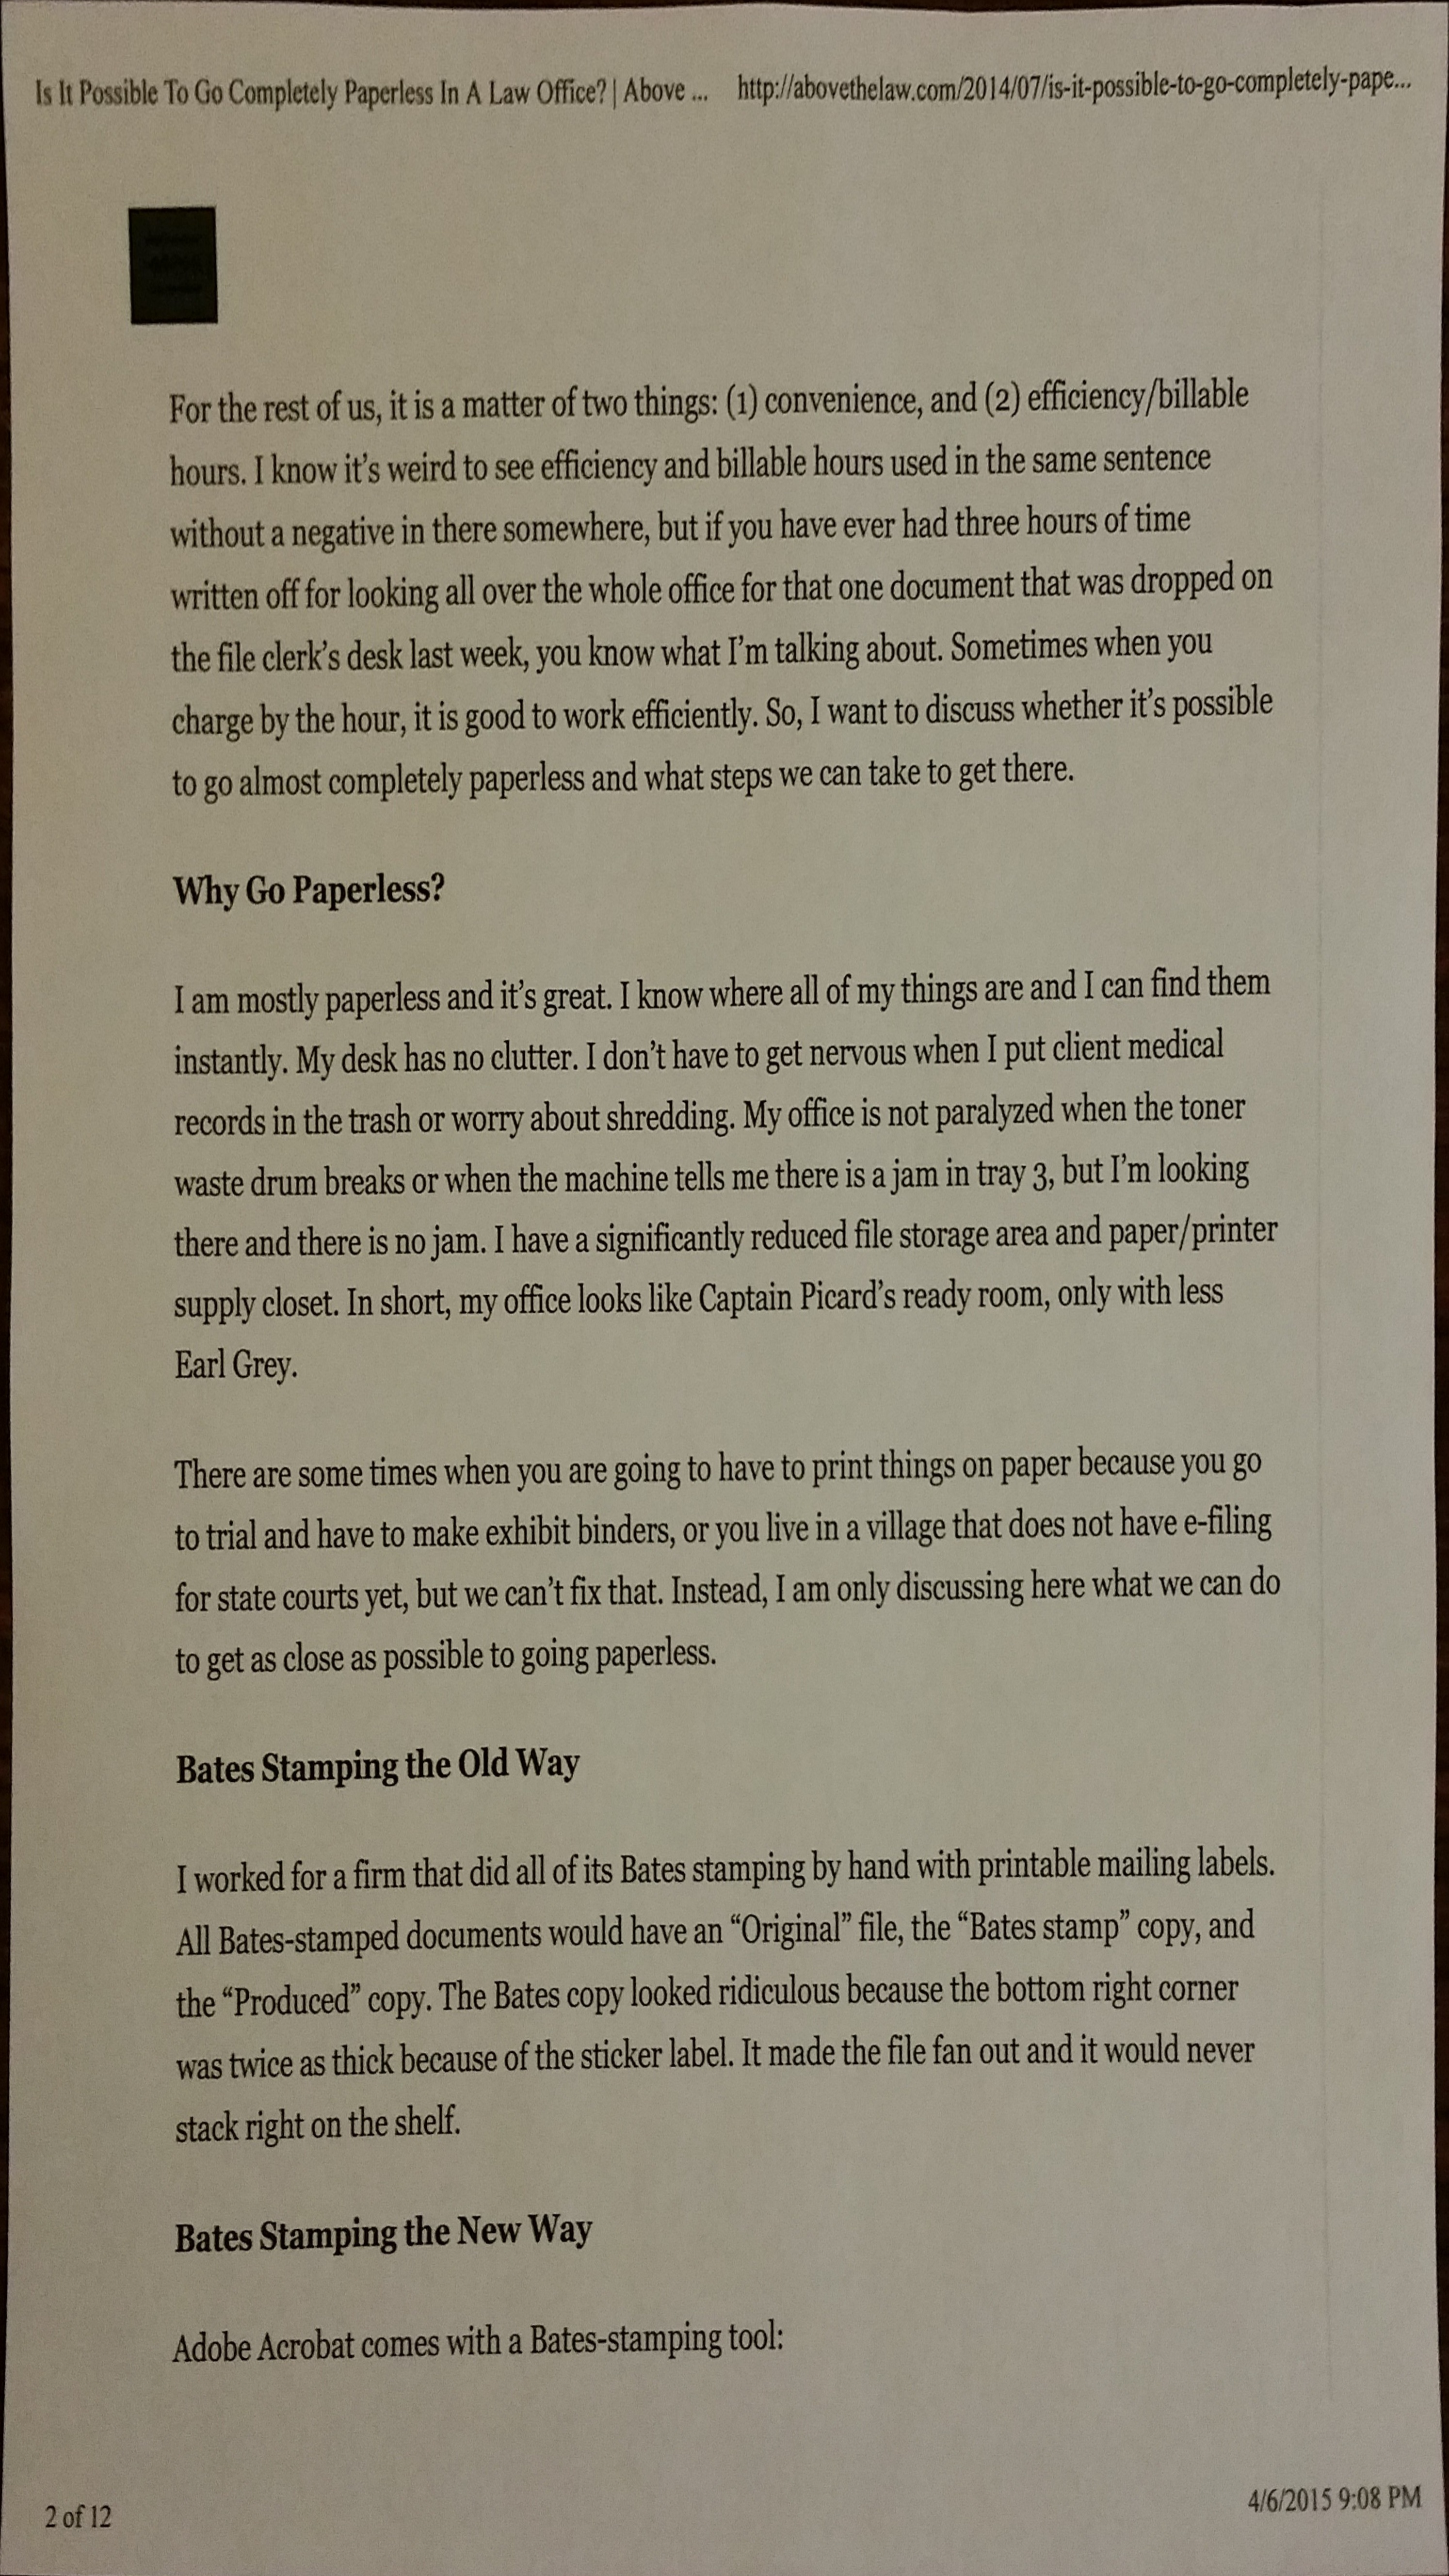 Is It Possible To Go Completely Paperless In A Law Office? | Above ... http://abovethelaw.com/2014/07/is-it-possible-to-go-completely-pape...
For the rest of us, it is a matter of two things: (1) convenience, and (2) efficiency/billable
hours. I know it's weird to see efficiency and billable hours used in the same sentence
without a negative in there somewhere, but if you have ever had three hours of time
written off for looking all over the whole office for that one document that was dropped on
the file clerk's desk last week, you know what I'm talking about. Sometimes when you
charge by the hour, it is good to work efficiently. So, I want to discuss whether it's possible
to go almost completely paperless and what steps we can take to get there.
Why Go Paperless?
I am mostly paperless and it's great. I know where all of my things are and I can find them
instantly. My desk has no clutter. I don't have to get nervous when I put client medical
records in the trash or worry about shredding. My office is not paralyzed when the toner
waste drum breaks or when the machine tells me there is a jam in tray 3, but I'm looking
there and there is no jam. I have a significantly reduced file storage area and paper/printer
supply closet. In short, my office looks like Captain Picard's ready room, only with less
Earl Grey.
There are some times when you are going to have to print things on paper because you go
to trial and have to make exhibit binders, or you live in a village that does not have e-filing
for state courts yet, but we can't fix that. Instead, I am only discussing here what we can do
to get as close as possible to going paperless.
Bates Stamping the Old Way
I worked for a firm that did all of its Bates stamping by hand with printable mailing labels.
All Bates-stamped documents would have an “Original” file, the “Bates stamp” copy, and
the “Produced” copy. The Bates copy looked ridiculous because the bottom right corner
was twice as thick because of the sticker label. It made the file fan out and it would never
stack right on the shelf.
Bates Stamping the New Way
Adobe Acrobat comes with a Bates-stamping tool:
2 of 12 4/6/2015 9:08 PM